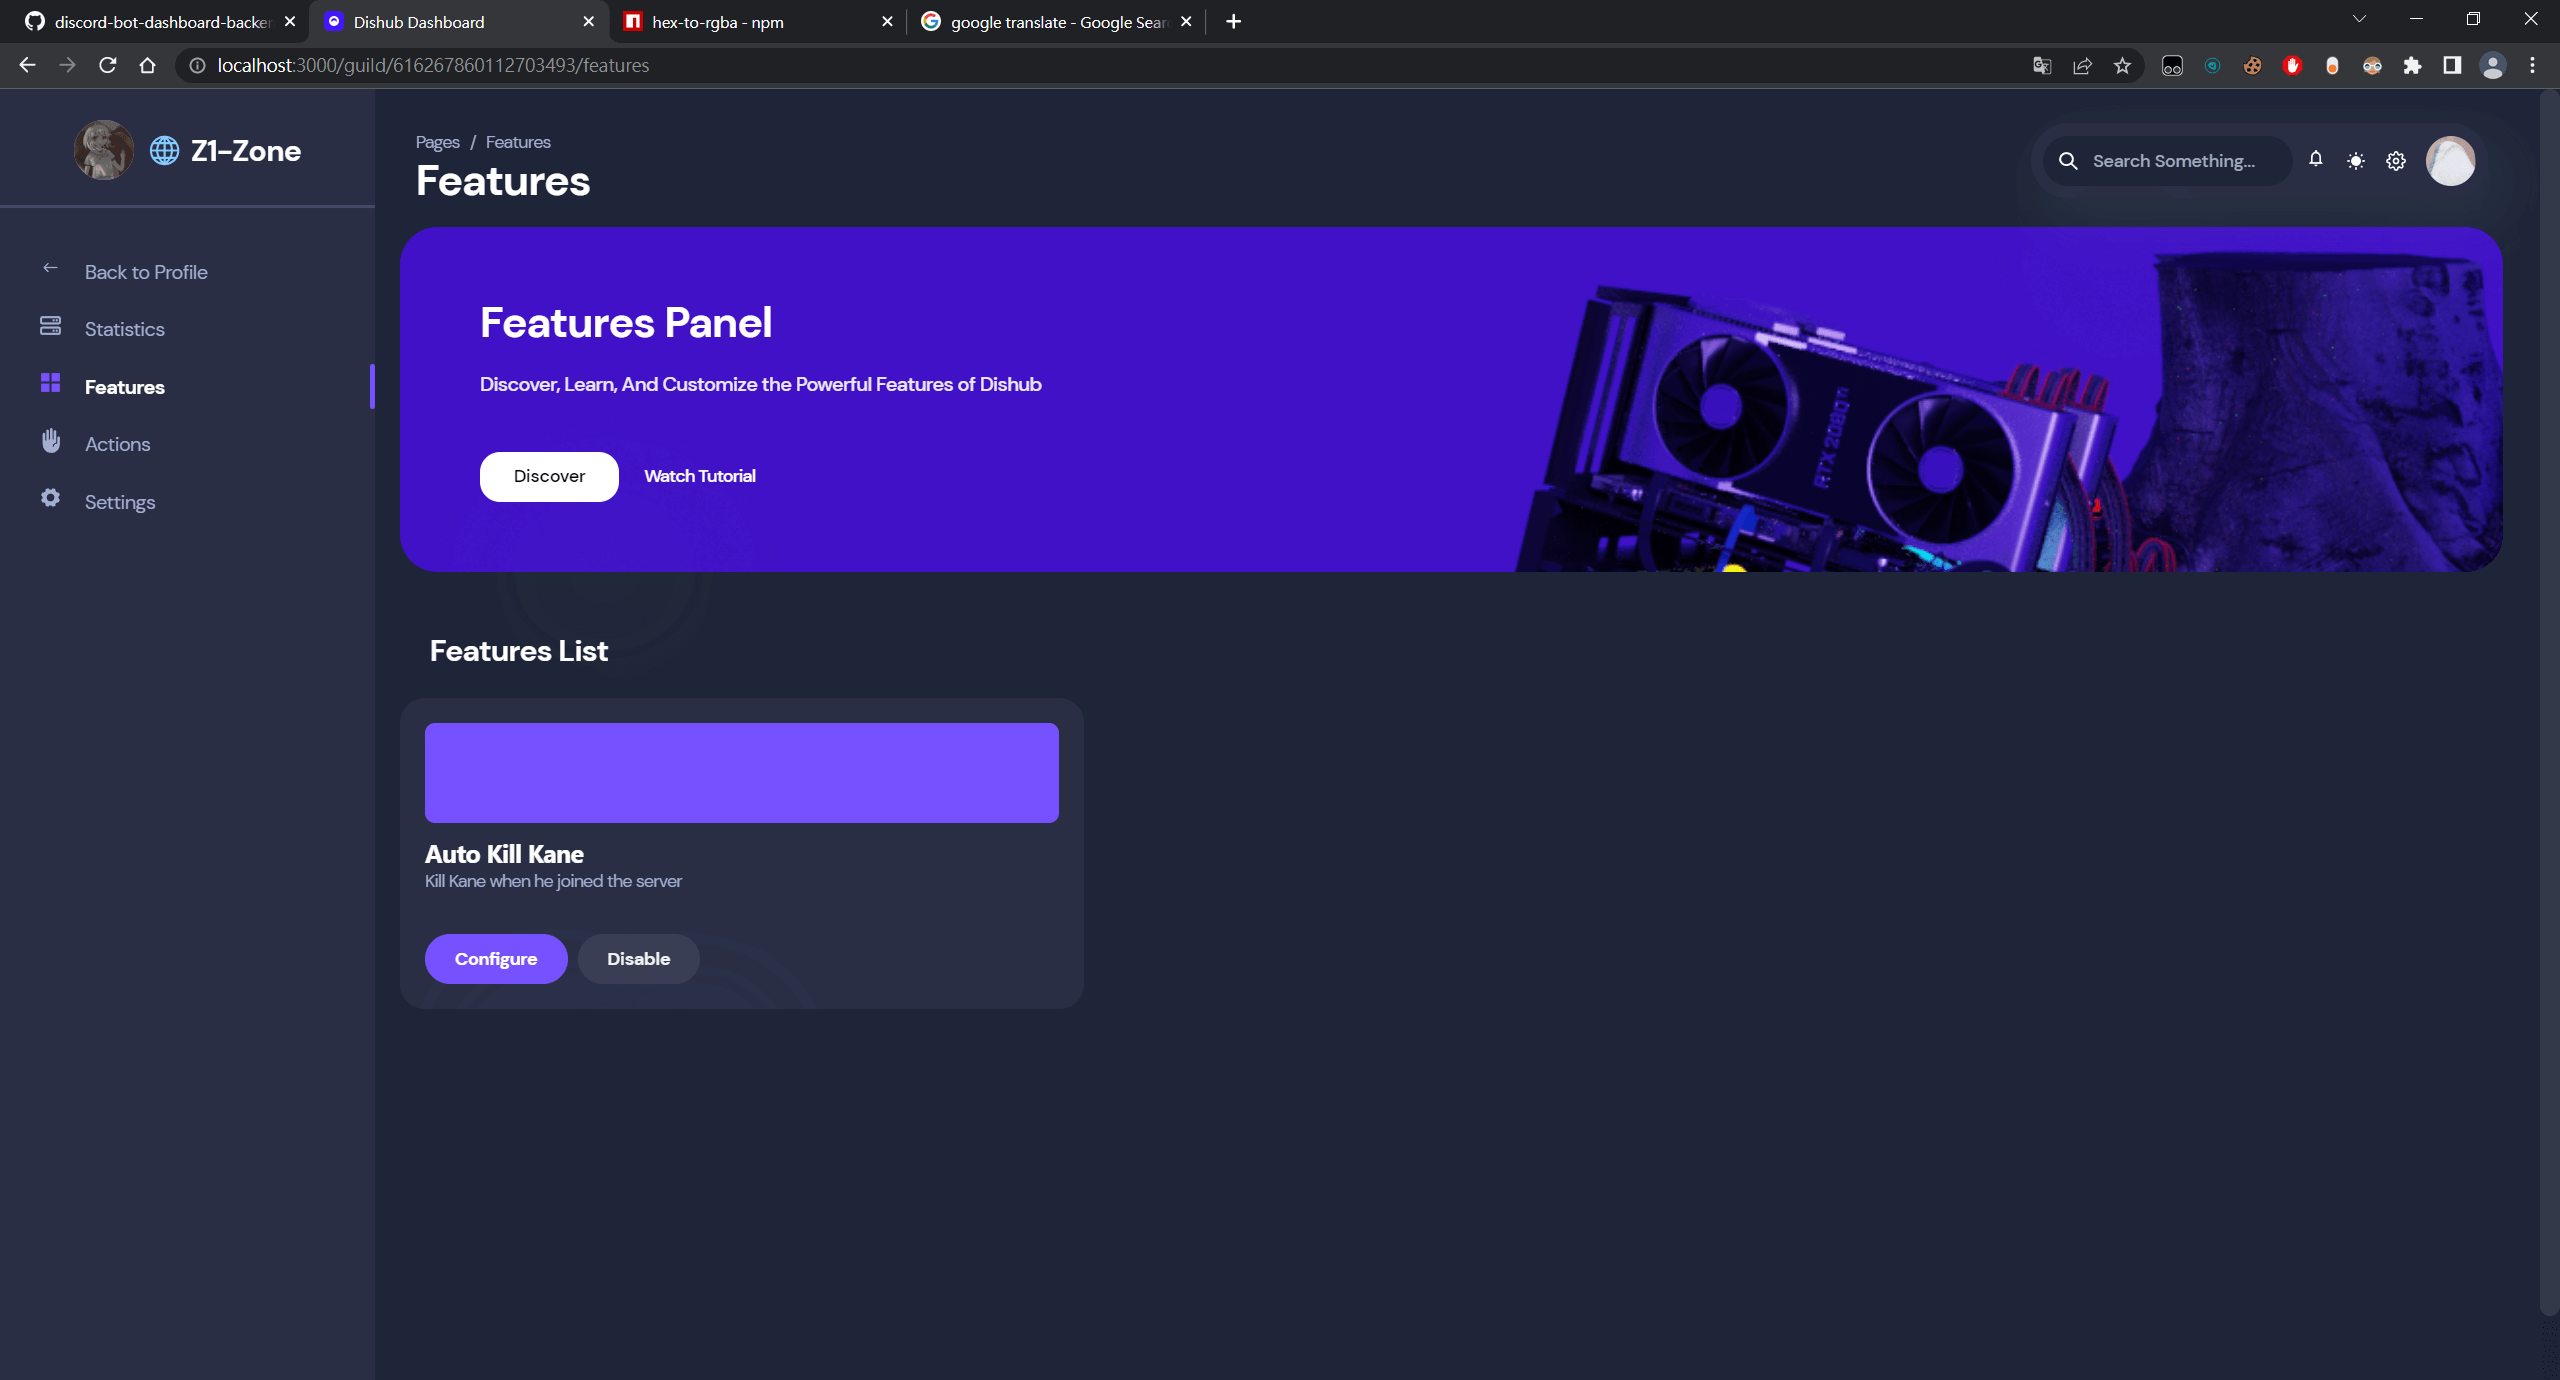 discord-bot-dashboard-backer
Dishub Dashboard
hex-to-rgba - npm
google translate - Google Sear
localhost:3000/guild/616267860112703493/features
Z1-Zone
Pages / Features
Features
Search Something...
Back to Profile
Statistics
Features
Actions
Settings
Features Panel
Discover, Learn, And Customize the Powerful Features of Dishub
Discover
Watch Tutorial
RTX 2080 Ti
Features List
Auto Kill Kane
Kill Kane when he joined the server
Configure
Disable